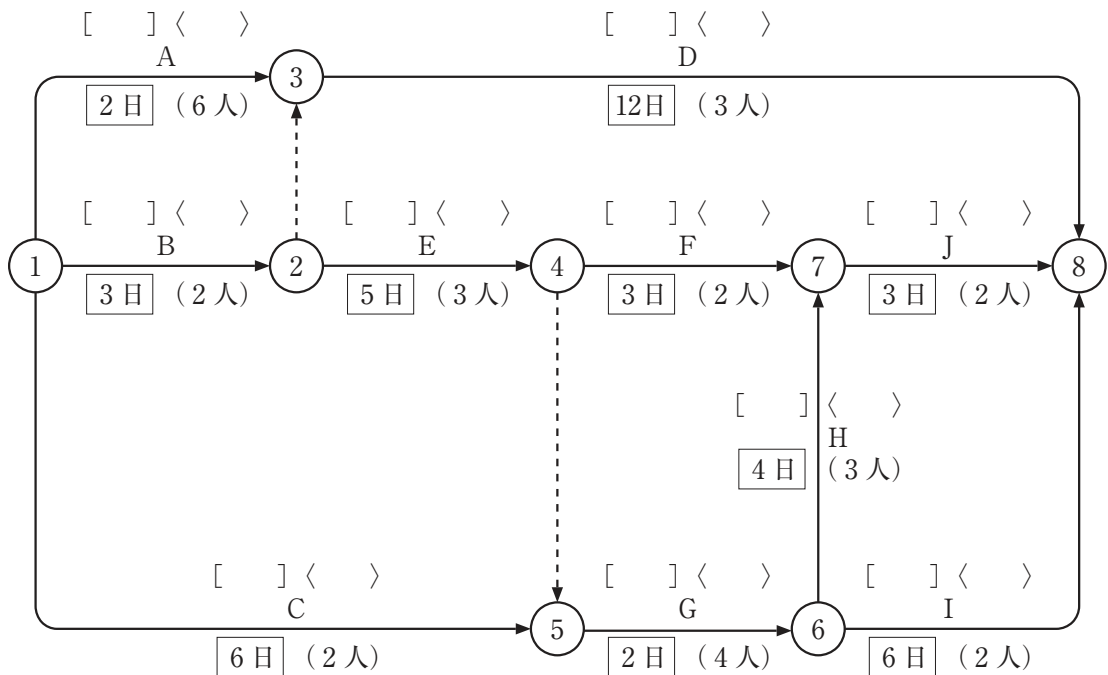 [ ]〈 〉 [ ]〈 〉
A D
③ 
2日 (6人) 12日 (3人)
[ ]〈 〉 [ ]〈 〉 [ ]〈 〉 [ ]〈 〉
B E F J
① ② ④ ⑦ ⑧
3日 (2人) 5日 (3人) 3日 (2人) 3日 (2人)
[ ]〈 〉
H
4日 (3人)
[ ]〈 〉 [ ]〈 〉 [ ]〈 〉
C G I
⑤ ⑥
6日 (2人) 2日 (4人) 6日 (2人)